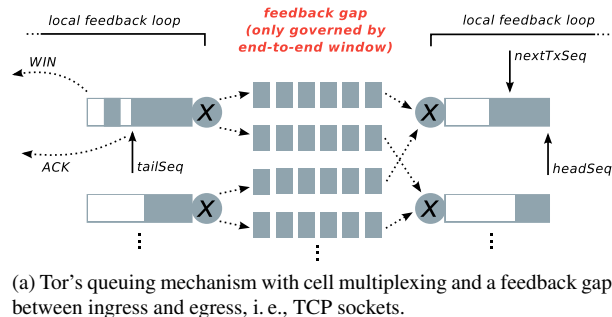 local feedback loop
feedback gap
(only governed by
end-to-end window)
local feedback loop
WIN
nextTxSeq
X
X
ACK
tailSeq
headSeq
X
X
(a) Tor's queuing mechanism with cell multiplexing and a feedback gap
between ingress and egress, i. e., TCP sockets.